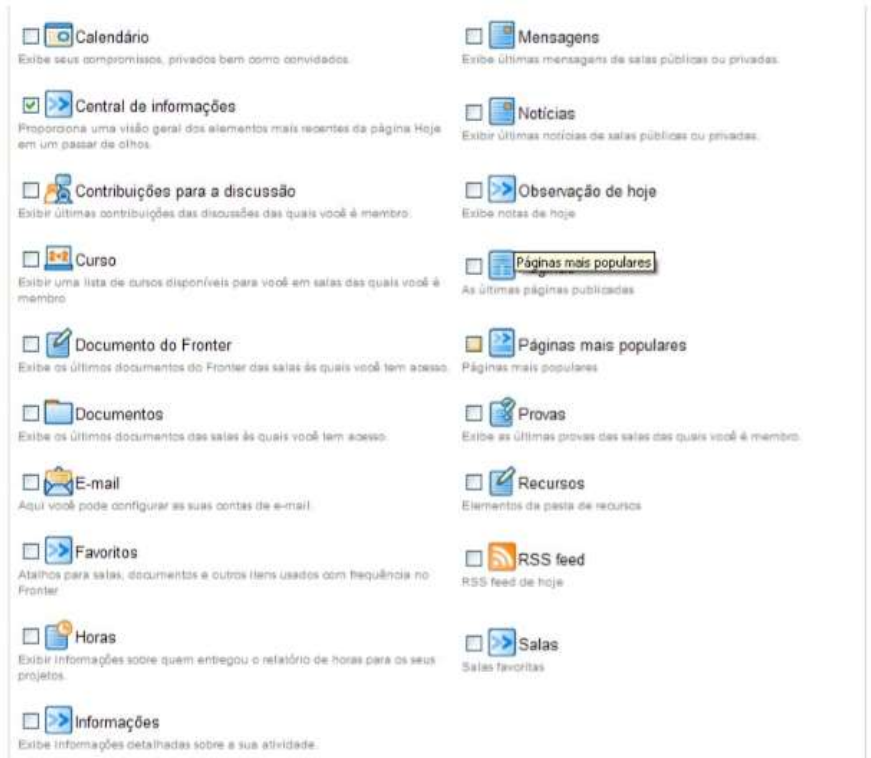 Calendário
Exibe seus compromissos, privados bem como convidados.
Central de informações
Proporciona uma visão geral dos elementos mais recentes da página Hoje
em um passar de olhos.
Contribuições para a discussão
Exibir últimas contribuições das discussões das quais você é membro.
Curso
Exibir uma lista de cursos disponíveis para você em salas das quais você é
membro
Documento do Fronter
Exibe os últimos documentos do Fronter das salas às quais você tem acesso.
Documentos
Exibe os últimos documentos das salas às quais você tem acesso.
E-mail
Aqui você pode configurar as suas contas de e-mail.
Favoritos
Atalhos para salas, documentos e outros itens usados com frequência no
Fronter
Horas
Exibir informações sobre quem entregou o relatório de horas para os seus
projetos.
Informações
Exibe informações detalhadas sobre a sua atividade.
Mensagens
Exibe últimas mensagens de salas públicas ou privadas.
Notícias
Exibir últimas notícias de salas públicas ou privadas.
Observação de hoje
Exibe notas de hoje
Páginas mais populares
As últimas páginas publicadas
Páginas mais populares
Páginas mais populares
Provas
Exibe as últimas provas das salas das quais você é membro.
Recursos
Elementos da pasta de recursos
RSS feed
RSS feed de hoje
Salas
Salas favoritas